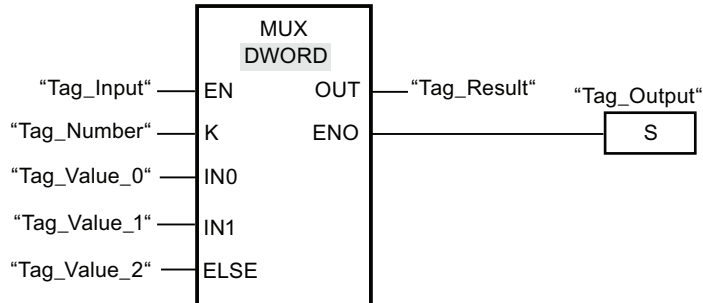 MUX
DWORD
“Tag_Input“ EN OUT “Tag_Result“
“Tag_Output“
“Tag_Number“ K ENO S
“Tag_Value_0“ IN0
“Tag_Value_1“ IN1
“Tag_Value_2“ ELSE